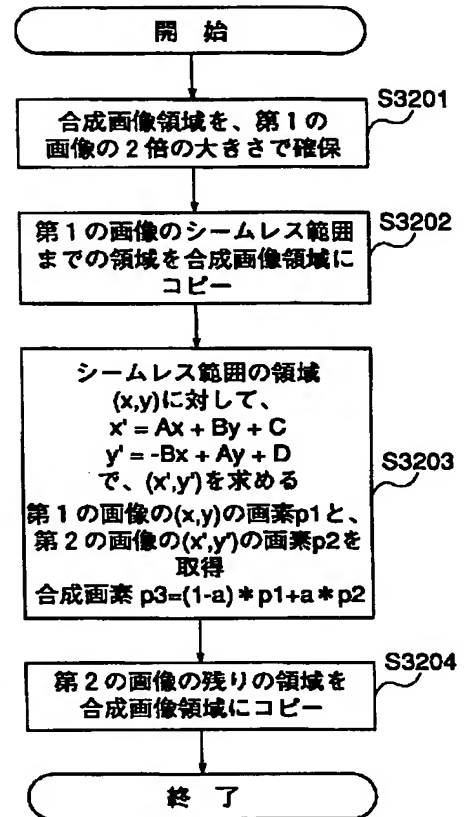 開 始
S3201
合成画像領域を、第1の
画像の2倍の大きさで確保
S3202
第1の画像のシームレス範囲
までの領域を合成画像領域に
コピー
S3203
シームレス範囲の領域
(x,y)に対して、
x' = Ax + By + C
y' = -Bx + Ay + D
で、(x',y')を求める
第1の画像の(x,y)の画素p1と、
第2の画像の(x',y')の画素p2を
取得
合成画素 p3=(1-a)*p1+a*p2
S3204
第2の画像の残りの領域を
合成画像領域にコピー
終 了